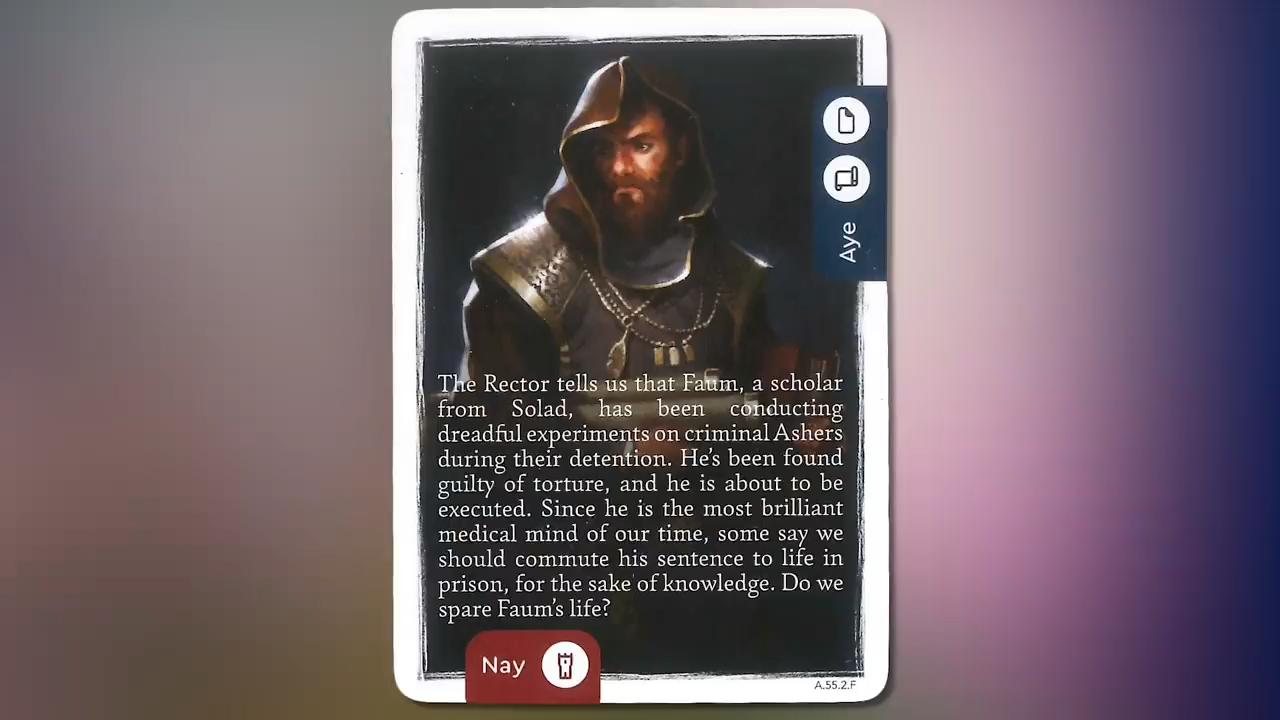 Aye
The Rector tells us that Faum, a scholar
from Solad, has been conducting
dreadful experiments on criminal Ashers
during their detention. He's been found
guilty of torture, and he is about to be
executed. Since he is the most brilliant
medical mind of our time, some say we
should commute his sentence to life in
prison, for the sake of knowledge. Do we
spare Faum's life?
Nay
A.55.2.F